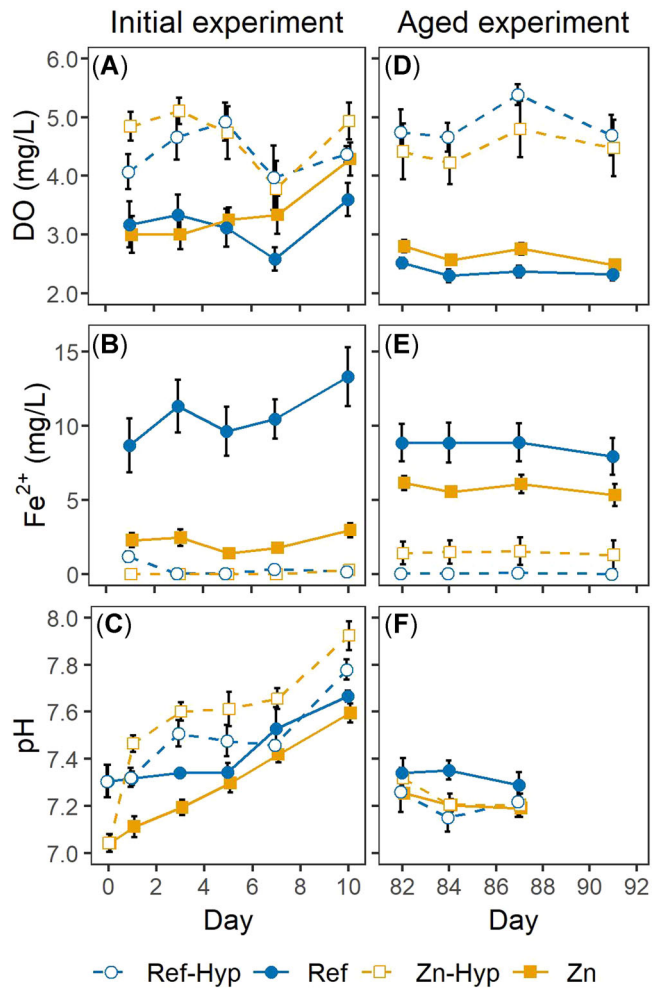 Initial experiment Aged experiment
(A) (D)
DO (mg/L)
6.0
5.0
4.0
3.0
2.0
(B) (E)
Fe²⁺ (mg/L)
15
10
5
0
(C) (F)
pH
8.0
7.8
7.6
7.4
7.2
7.0
0 2 4 6 8 10 82 84 86 88 90 92
Day Day
Ref-Hyp Ref Zn-Hyp Zn